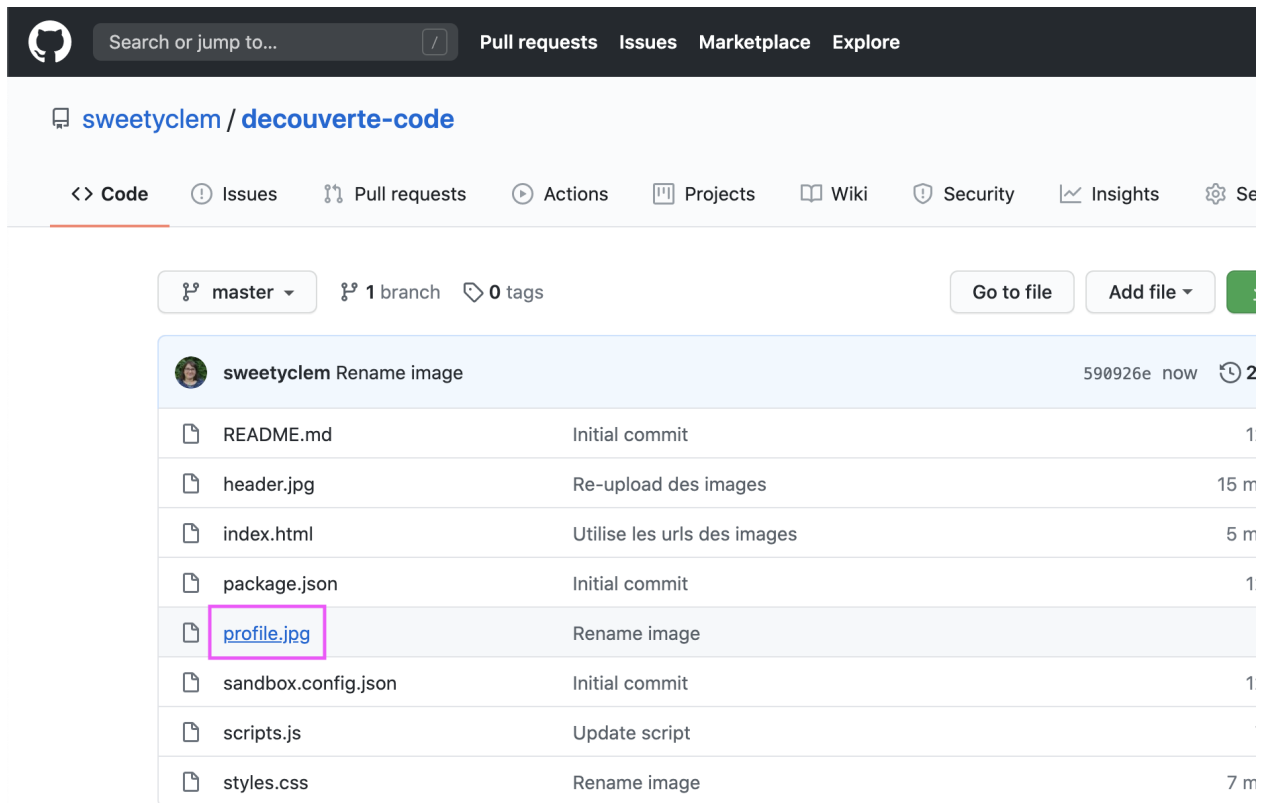 Search or jump to... /
Pull requests Issues Marketplace Explore
sweetyclem / decouverte-code
Code Issues Pull requests Actions Projects Wiki Security Insights
master 1 branch 0 tags Go to file Add file
sweetyclem Rename image 590926e now
README.md Initial commit
header.jpg Re-upload des images 15
index.html Utilise les urls des images 5
package.json Initial commit
profile.jpg Rename image
sandbox.config.json Initial commit
scripts.js Update script
styles.css Rename image 7